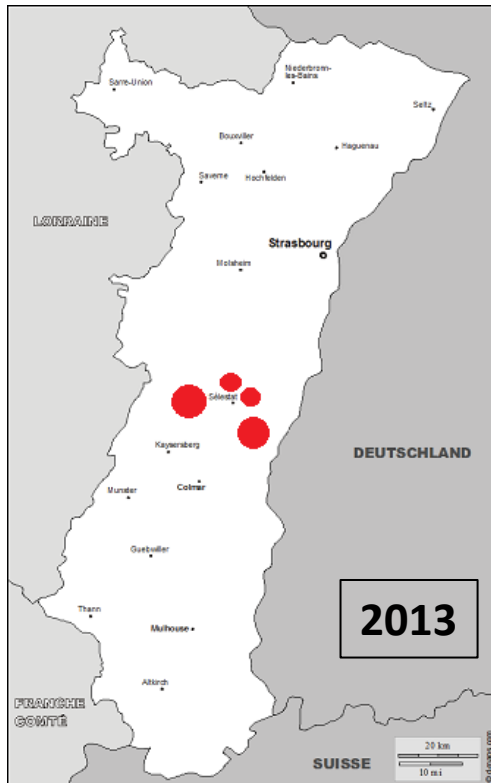 Niederbronn-
les-Bains
Sarre-Union
Seltz
Bouxviller
Haguenau
Saverne
Hochfelden
LORRAINE
Strasbourg
Molsheim
Sélestat
Kaysersberg
DEUTSCHLAND
Colmar
Munster
Guebwiller
Thann
2013
Mulhouse
Altkirch
FRANCHE
COMTÉ
SUISSE
20 km
10 mi